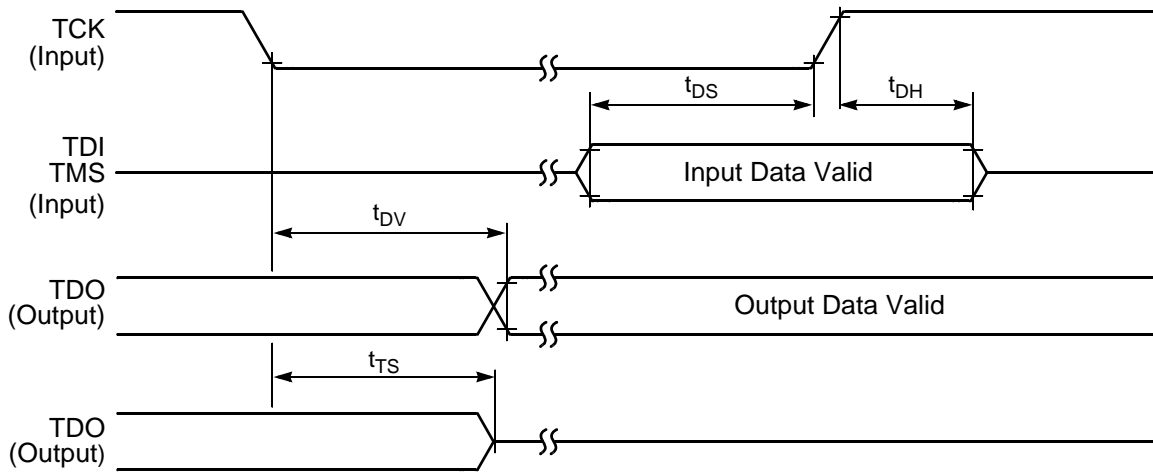 TCK
(Input)
tDS
tDH
TDI
TMS
(Input)
Input Data Valid
tDV
TDO
(Output)
Output Data Valid
tTS
TDO
(Output)